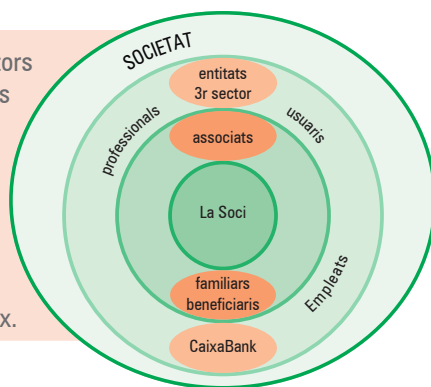 SOCIETAT
entitats
3r sector
professionals
usuaris
associats
La Soci
familiars
beneficiaris
Empleats
CaixaBank